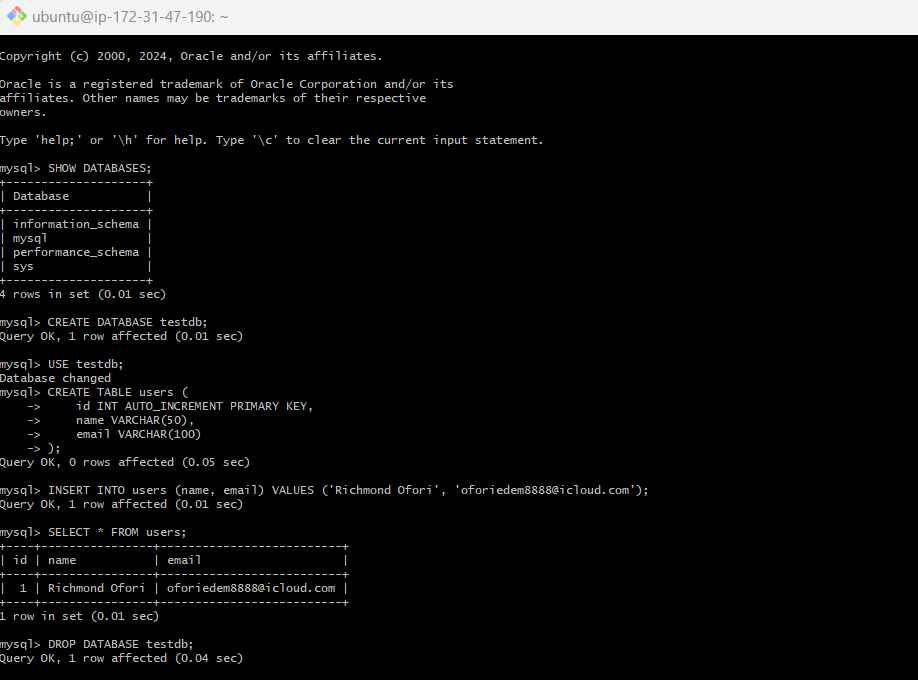 ubuntu@ip-172-31-47-190: ~
Copyright (c) 2000, 2024, Oracle and/or its affiliates.
Oracle is a registered trademark of Oracle Corporation and/or its
affiliates. Other names may be trademarks of their respective
owners.
Type 'help;' or '\h' for help. Type '\c' to clear the current input statement.
mysql> SHOW DATABASES;
+--------------------+
| Database           |
+--------------------+
| information_schema |
| mysql              |
| performance_schema |
| sys                |
+--------------------+
4 rows in set (0.01 sec)
mysql> CREATE DATABASE testdb;
Query OK, 1 row affected (0.01 sec)
mysql> USE testdb;
Database changed
mysql> CREATE TABLE users (
    ->     id INT AUTO_INCREMENT PRIMARY KEY,
    ->     name VARCHAR(50),
    ->     email VARCHAR(100)
    -> );
Query OK, 0 rows affected (0.05 sec)
mysql> INSERT INTO users (name, email) VALUES ('Richmond Ofori', 'oforiedem8888@icloud.com');
Query OK, 1 row affected (0.01 sec)
mysql> SELECT * FROM users;
+----+----------------+--------------------------+
| id | name           | email                    |
+----+----------------+--------------------------+
|  1 | Richmond Ofori | oforiedem8888@icloud.com |
+----+----------------+--------------------------+
1 row in set (0.01 sec)
mysql> DROP DATABASE testdb;
Query OK, 1 row affected (0.04 sec)